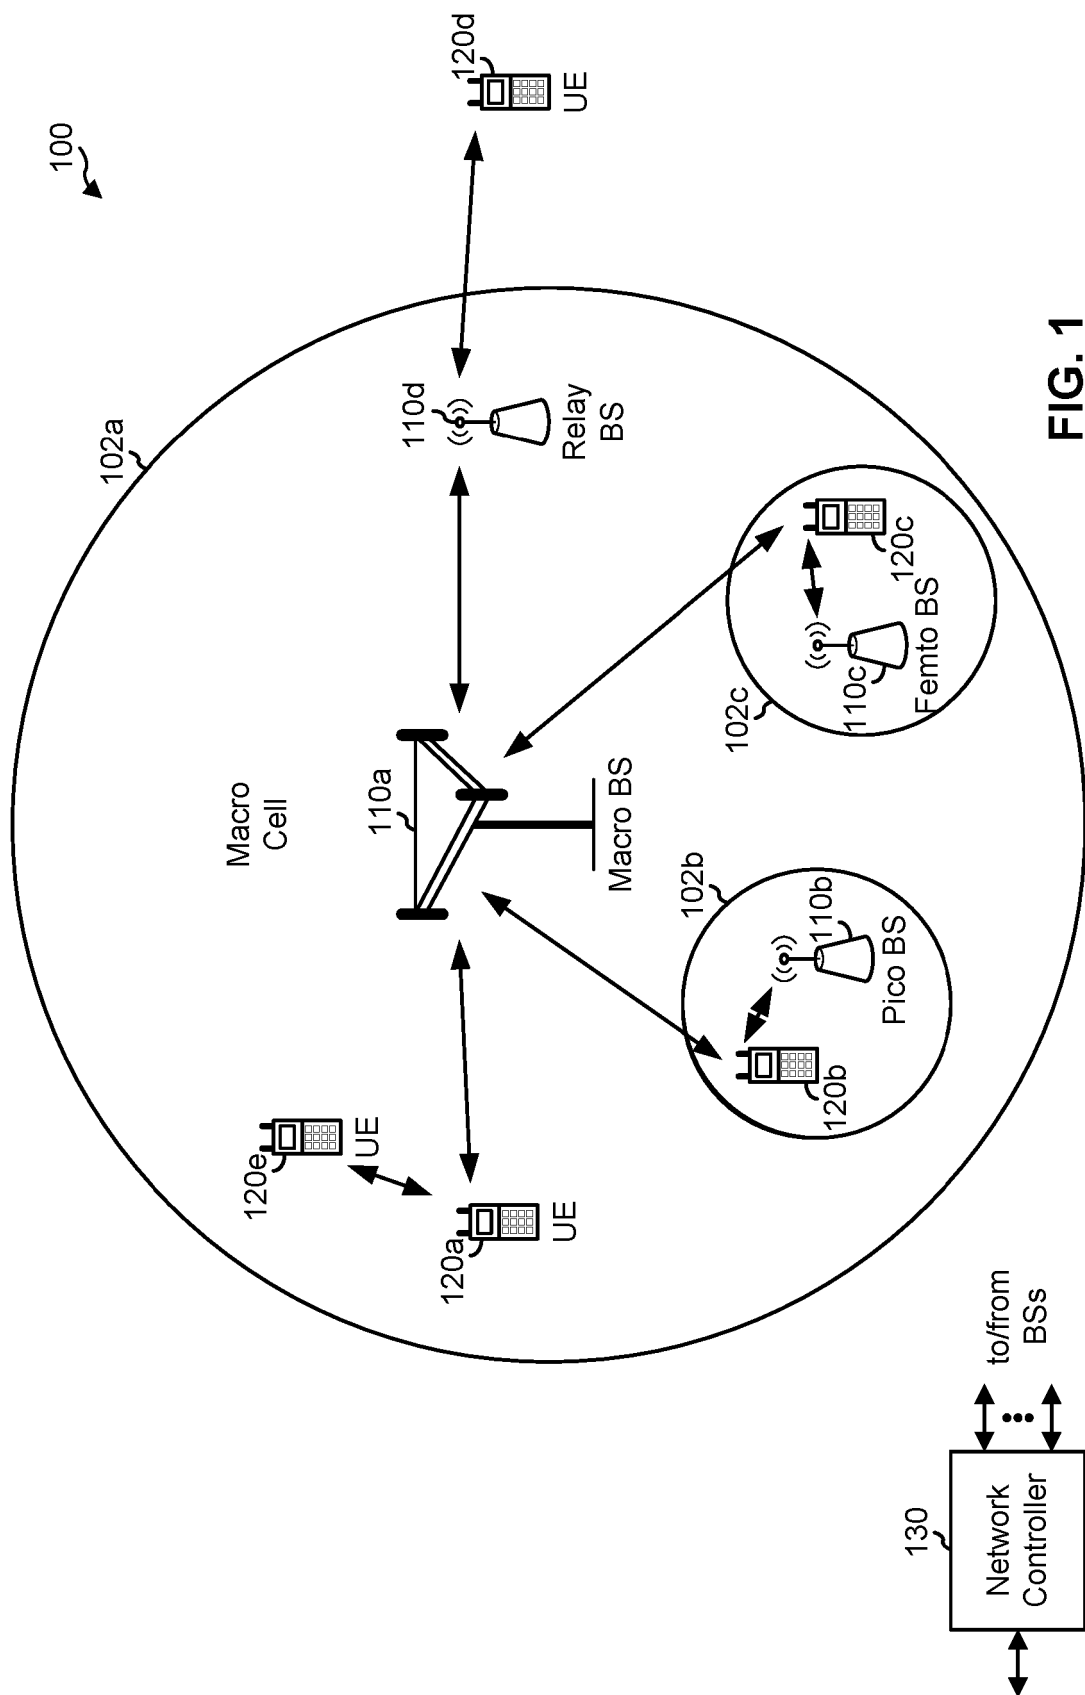 100
102a
Macro
Cell
110a
Macro BS
110d
Relay
BS
120d
UE
120e
UE
120a
UE
102b
110b
Pico BS
120b
102c
110c
Femto BS
120c
130
Network
Controller
to/from
BSs
FIG. 1